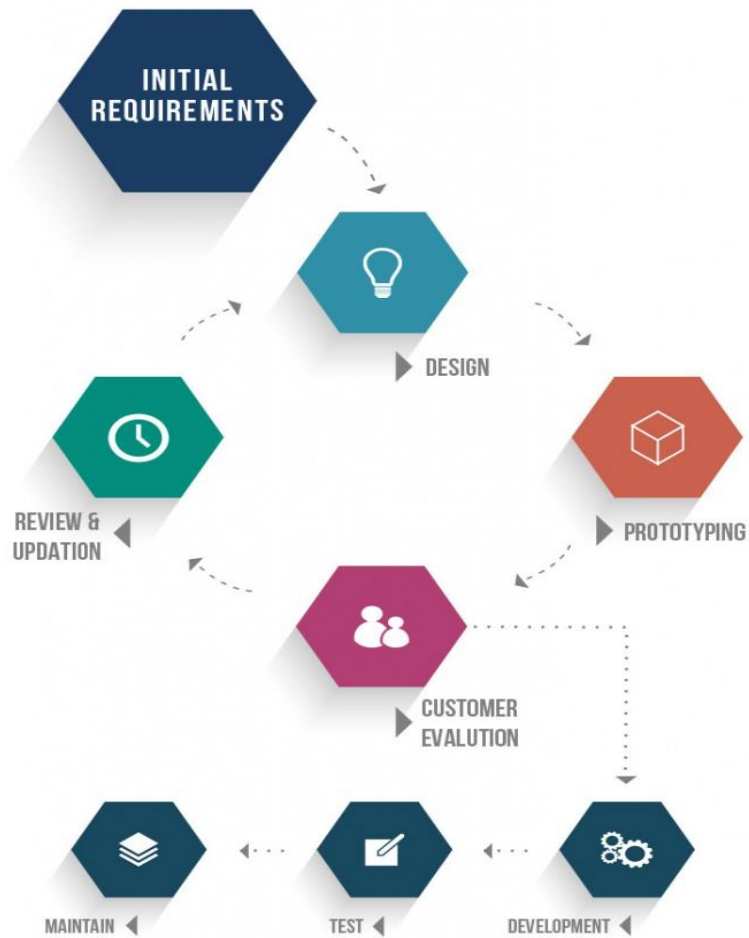 INITIAL
REQUIREMENTS
DESIGN
PROTOTYPING
REVIEW &
UPDATION
CUSTOMER
EVALUTION
MAINTAIN
TEST
DEVELOPMENT